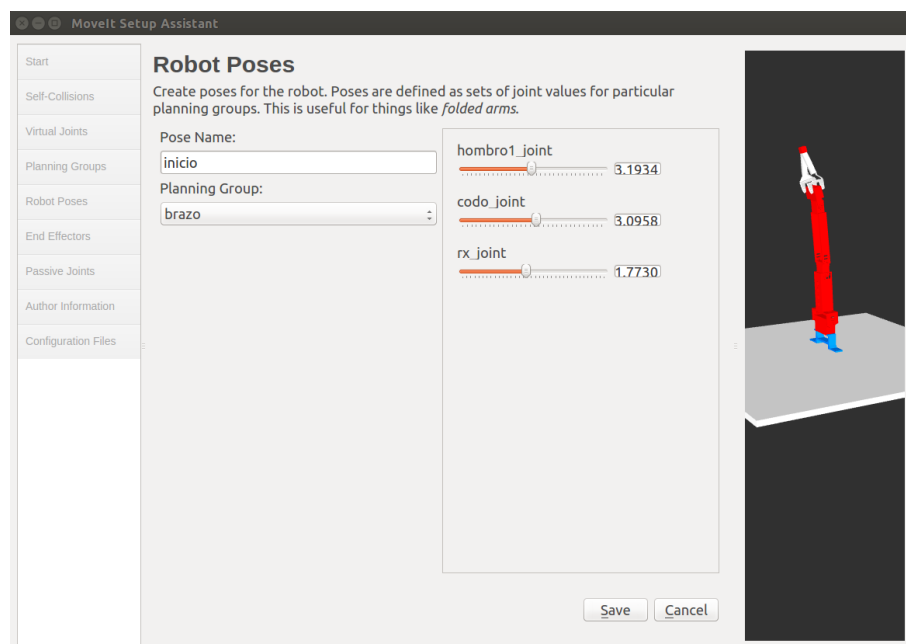 MoveIt Setup Assistant
Start
Self-Collisions
Virtual Joints
Planning Groups
Robot Poses
End Effectors
Passive Joints
Author Information
Configuration Files
Robot Poses
Create poses for the robot. Poses are defined as sets of joint values for particular
planning groups. This is useful for things like folded arms.
Pose Name:
inicio
Planning Group:
brazo
hombro1_joint
3.1934
codo_joint
3.0958
rx_joint
1.7730
Save
Cancel